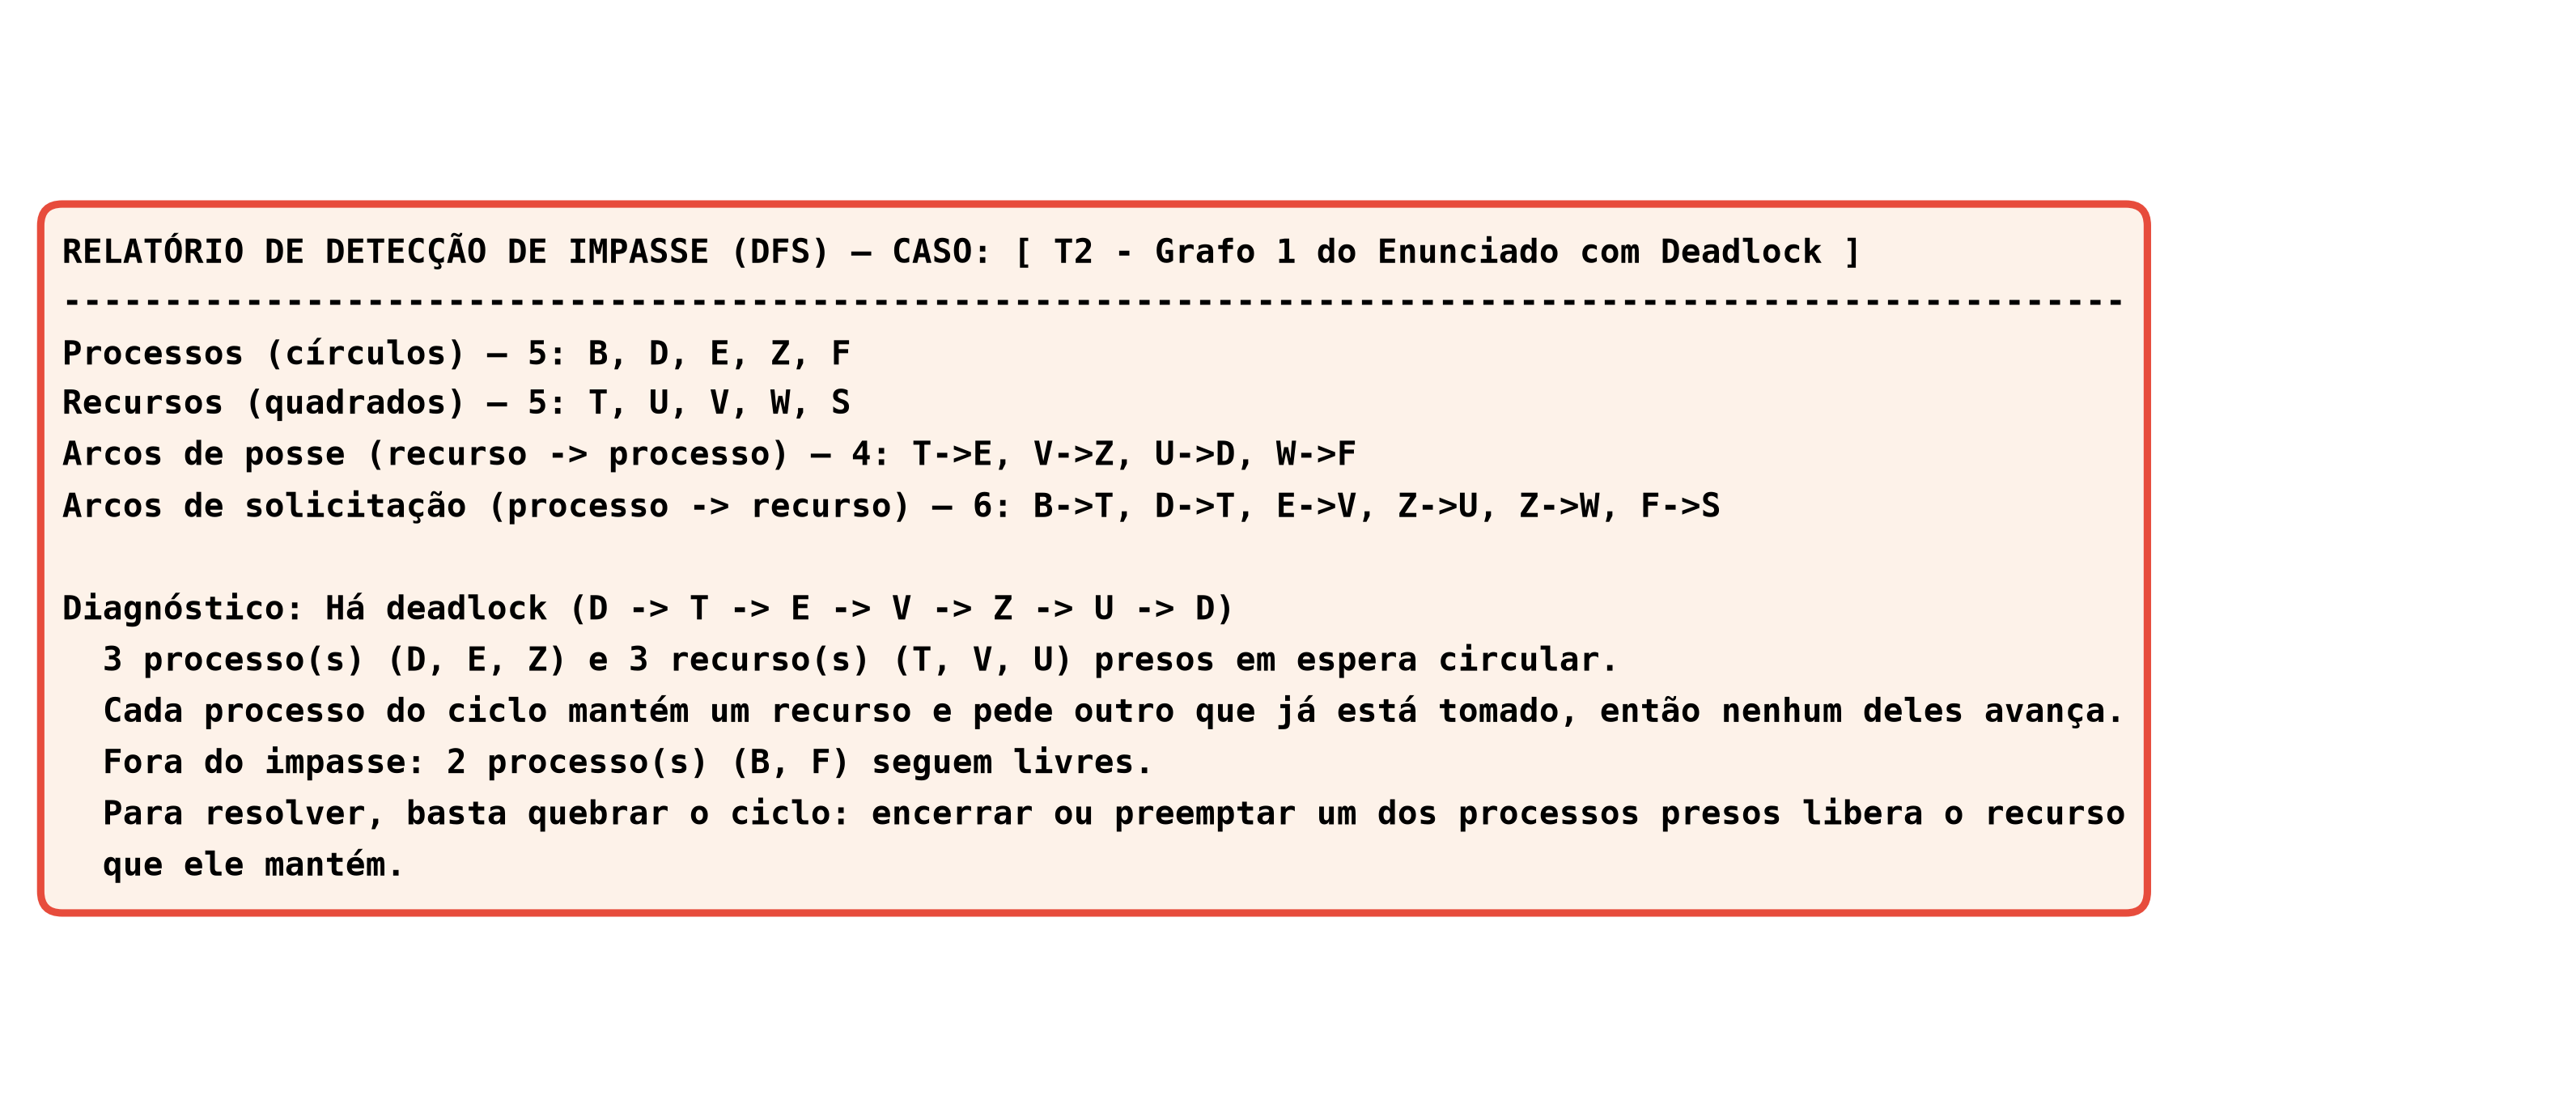 RELATÓRIO DE DETECÇÃO DE IMPASSE (DFS) — CASO: [ T2 - Grafo 1 do Enunciado com Deadlock ]
---------------------------------------------------------------------------------------------------------
Processos (círculos) — 5: B, D, E, Z, F
Recursos (quadrados) — 5: T, U, V, W, S
Arcos de posse (recurso -> processo) — 4: T->E, V->Z, U->D, W->F
Arcos de solicitação (processo -> recurso) — 6: B->T, D->T, E->V, Z->U, Z->W, F->S
Diagnóstico: Há deadlock (D -> T -> E -> V -> Z -> U -> D)
3 processo(s) (D, E, Z) e 3 recurso(s) (T, V, U) presos em espera circular.
Cada processo do ciclo mantém um recurso e pede outro que já está tomado, então nenhum deles avança.
Fora do impasse: 2 processo(s) (B, F) seguem livres.
Para resolver, basta quebrar o ciclo: encerrar ou preemptar um dos processos presos libera o recurso
que ele mantém.